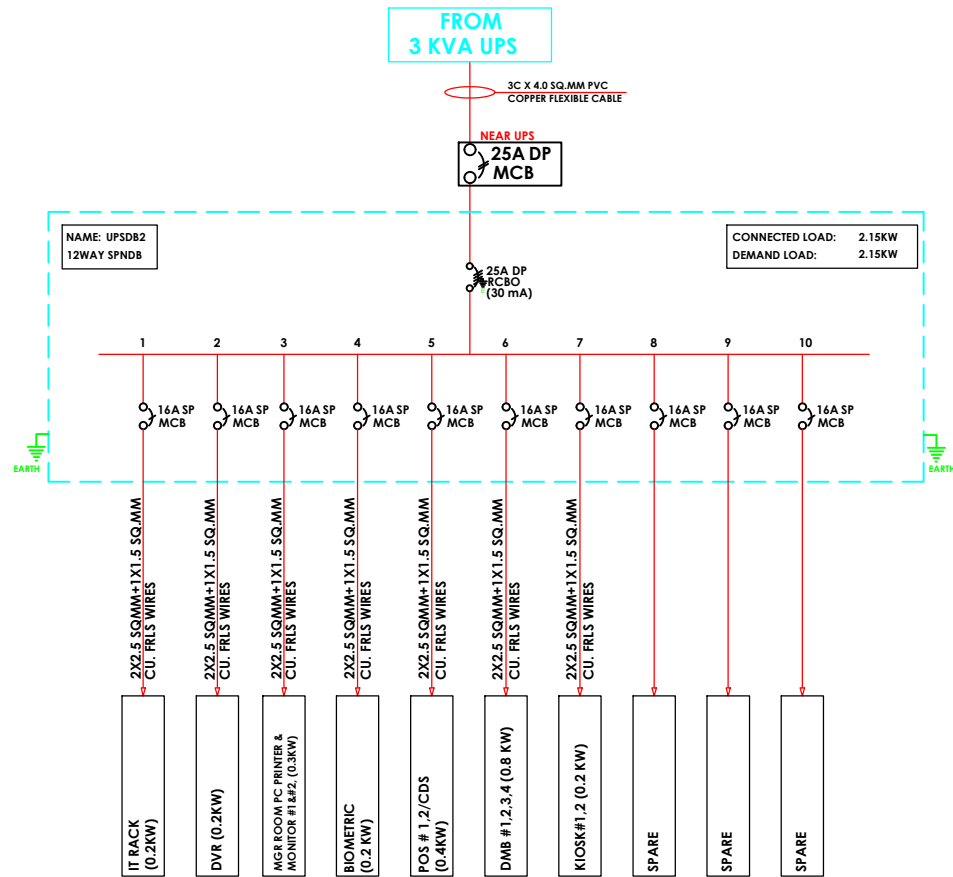 FROM
3 KVA UPS
3C X 4.0 SQ.MM PVC
COPPER FLEXIBLE CABLE
NEAR UPS
25A DP
MCB
NAME: UPSDB2
12WAY SPNDB
CONNECTED LOAD: 2.15KW
DEMAND LOAD: 2.15KW
25A DP
RCBO
(30 mA)
1 2 3 4 5 6 7 8 9 10
16A SP
MCB
16A SP
MCB
16A SP
MCB
16A SP
MCB
16A SP
MCB
16A SP
MCB
16A SP
MCB
16A SP
MCB
16A SP
MCB
16A SP
MCB
EARTH
EARTH
2X2.5 SQMM+1X1.5 SQ.MM
CU. FRLS WIRES
2X2.5 SQMM+1X1.5 SQ.MM
CU. FRLS WIRES
2X2.5 SQMM+1X1.5 SQ.MM
CU. FRLS WIRES
2X2.5 SQMM+1X1.5 SQ.MM
CU. FRLS WIRES
2X2.5 SQMM+1X1.5 SQ.MM
CU. FRLS WIRES
2X2.5 SQMM+1X1.5 SQ.MM
CU. FRLS WIRES
2X2.5 SQMM+1X1.5 SQ.MM
CU. FRLS WIRES
IT RACK
(0.2KW)
DVR (0.2KW)
MGR ROOM PC PRINTER &
MONITOR #1&#2, (0.3KW)
BIOMETRIC
(0.2 KW)
POS # 1,2/CDS
(0.4KW)
DMB #1,2,3,4 (0.8 KW)
KIOSK#1,2 (0.2 KW)
SPARE
SPARE
SPARE